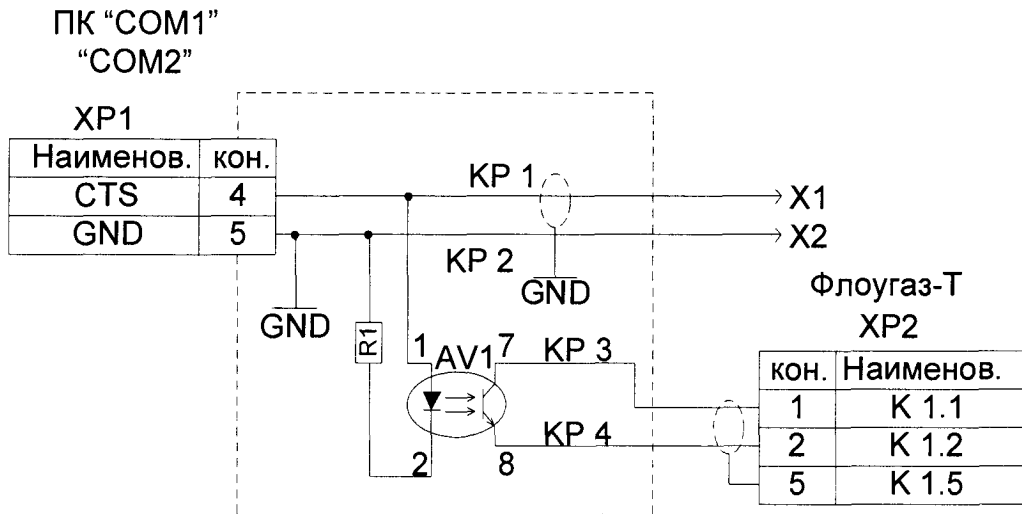 ПК “COM1”
“COM2”
XP1
Наименов. кон.
CTS 4
GND 5
KP 1
X1
X2
KP 2
GND
GND
R1
1 AV1 7
KP 3
KP 4
2 8
Флоугаз-Т
XP2
кон. Наименов.
1 K 1.1
2 K 1.2
5 K 1.5